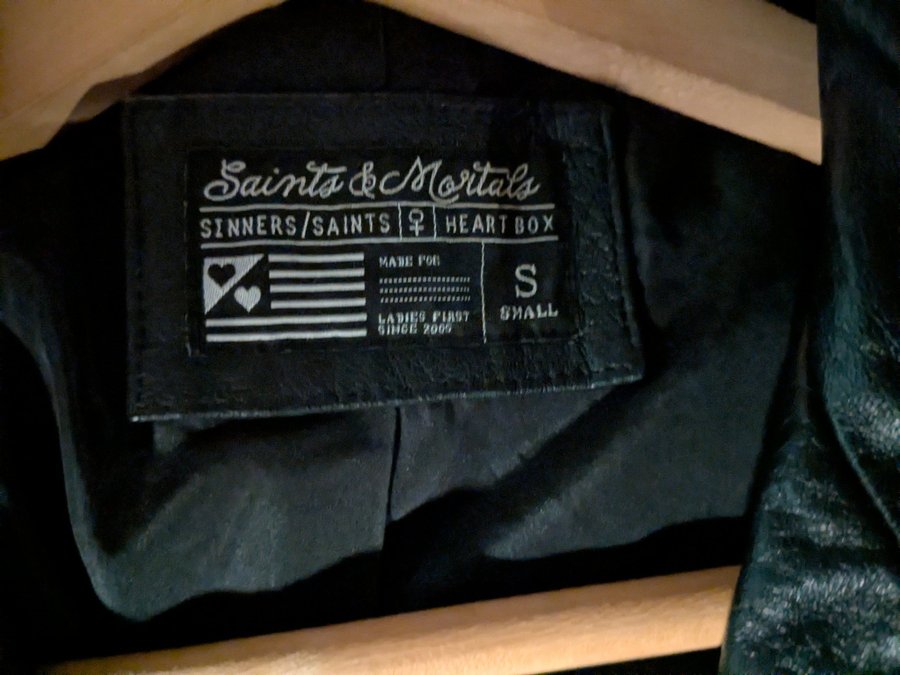 Saints & Mortals
SINNERS/SAINTS ♀ HEART BOX
MADE FOR
LADIES FIRST
SINCE 2005
S
SMALL